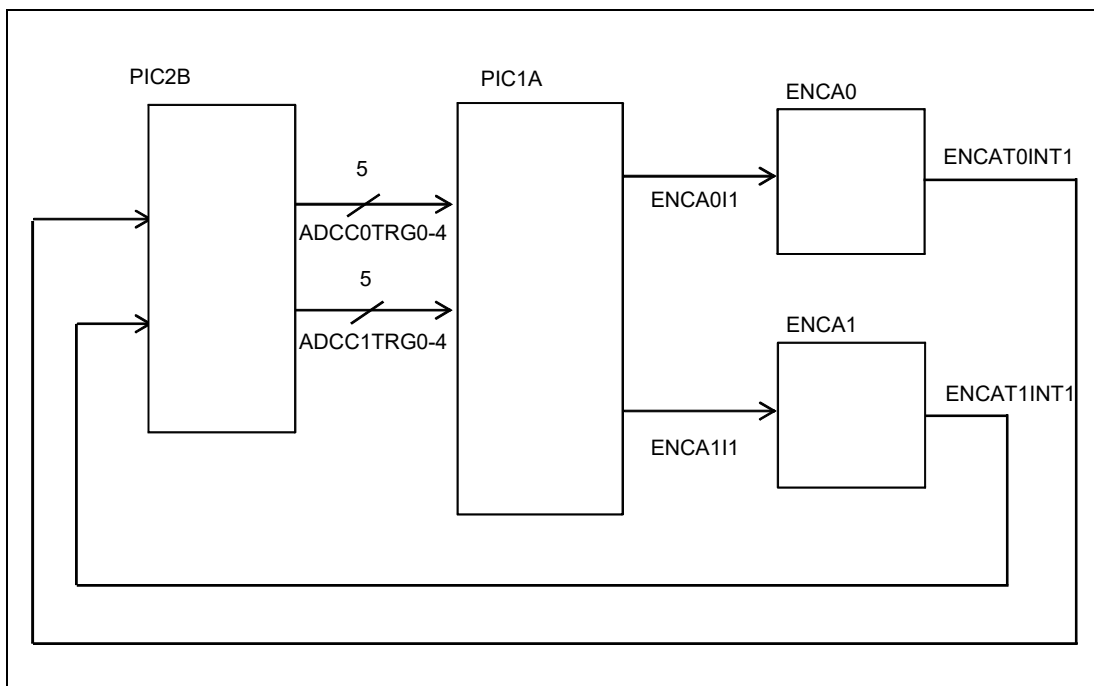 PIC2B
PIC1A
ENCA0
ENCAT0INT1
5
ENCA0I1
ADCC0TRG0-4
5
ENCA1
ADCC1TRG0-4
ENCAT1INT1
ENCA1I1